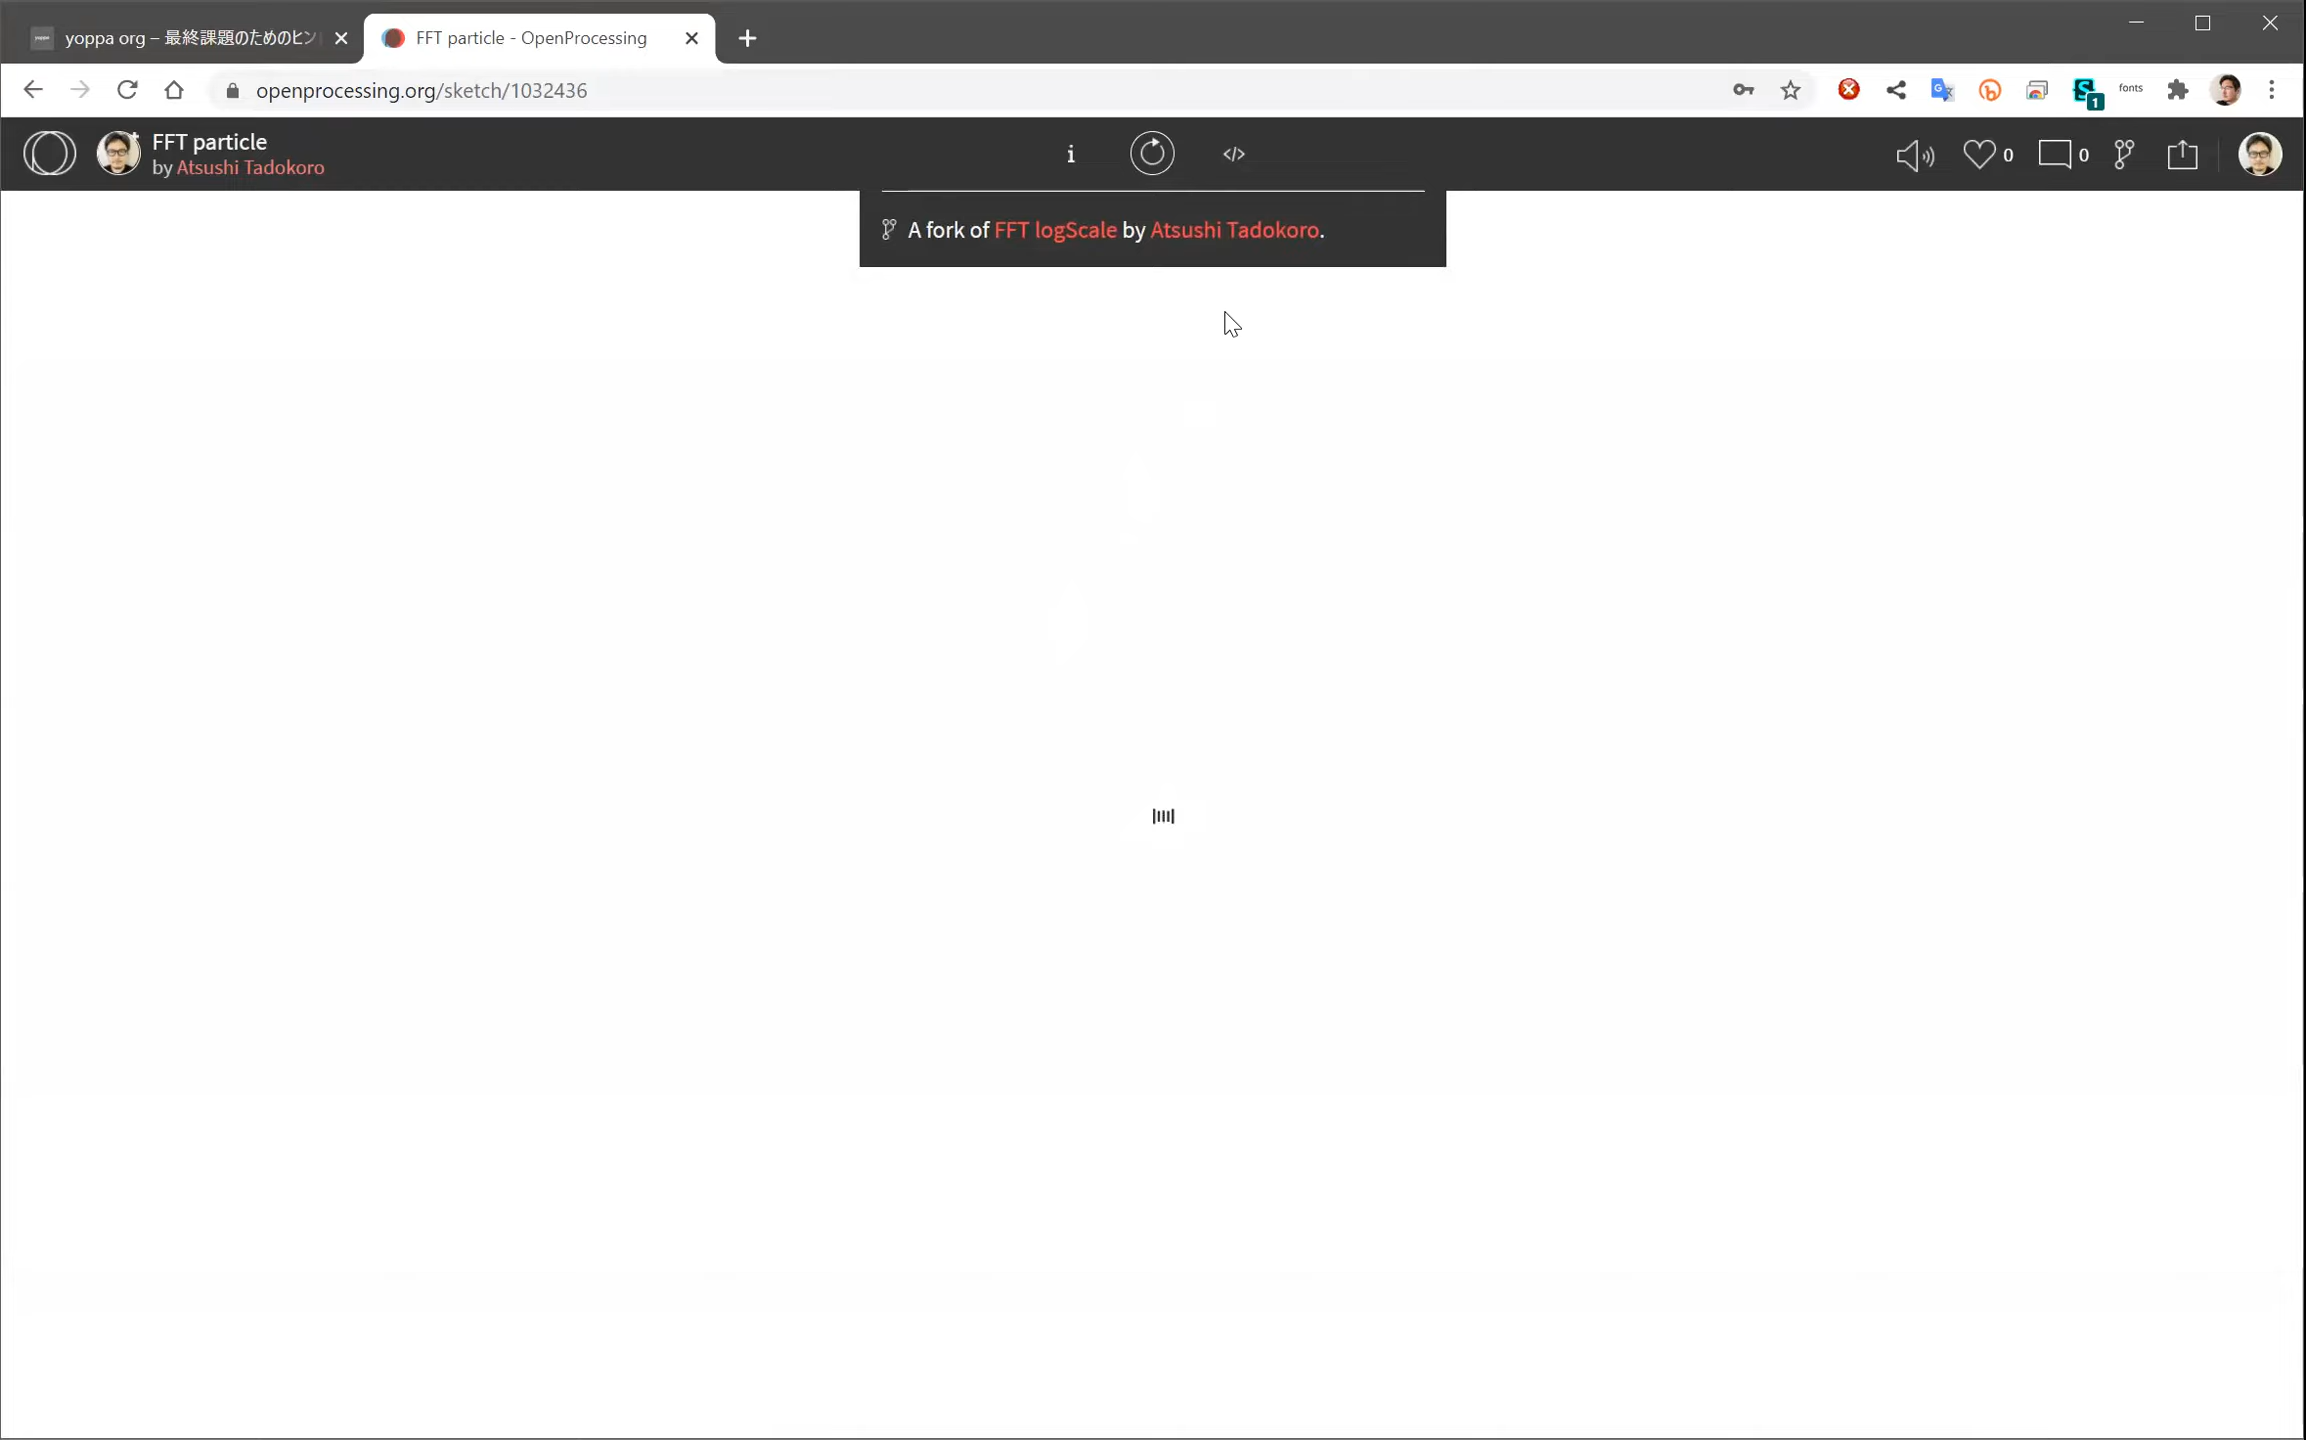 yoppa org – 最終課題のためのヒン
FFT particle - OpenProcessing
openprocessing.org/sketch/1032436
fonts
1
FFT particle
by Atsushi Tadokoro
i
</>
0
0
A fork of FFT logScale by Atsushi Tadokoro.